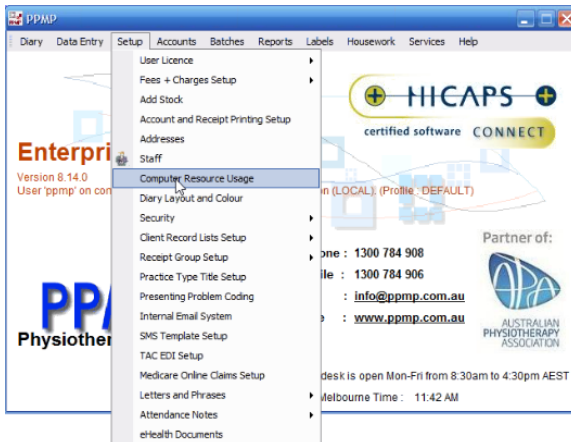 PPMP
Diary Data Entry Setup Accounts Batches Reports Labels Housework Services Help
User Licence
Fees + Charges Setup
Add Stock
Account and Receipt Printing Setup
Addresses
Staff
Computer Resource Usage
Diary Layout and Colour
Security
Client Record Lists Setup
Receipt Group Setup
Practice Type Title Setup
Presenting Problem Coding
Internal Email System
SMS Template Setup
TAC EDI Setup
Medicare Online Claims Setup
Letters and Phrases
Attendance Notes
eHealth Documents
HICAPS
certified software CONNECT
Enterpri
Version 8.14.0
User 'ppmp' on con
n (LOCAL). (Profile : DEFAULT)
one : 1300 784 908
ile : 1300 784 906
: info@ppmp.com.au
e : www.ppmp.com.au
Partner of:
APA
AUSTRALIAN
PHYSIOTHERAPY
ASSOCIATION
PP
Physiother
desk is open Mon-Fri from 8:30am to 4:30pm AEST
Melbourne Time : 11:42 AM